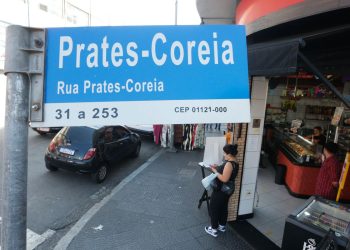 Prates-Coreia
Rua Prates-Coreia
31 a 253
CEP 01121-000